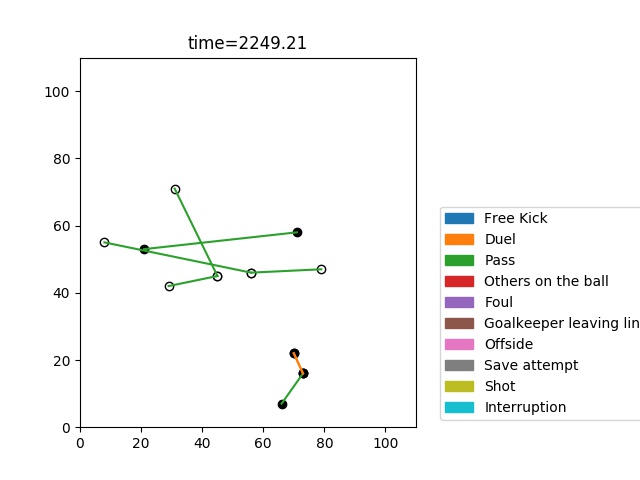 time=2249.21
100
80
60
40
20
0
0 20 40 60 80 100
Free Kick
Duel
Pass
Others on the ball
Foul
Goalkeeper leaving lin
Offside
Save attempt
Shot
Interruption